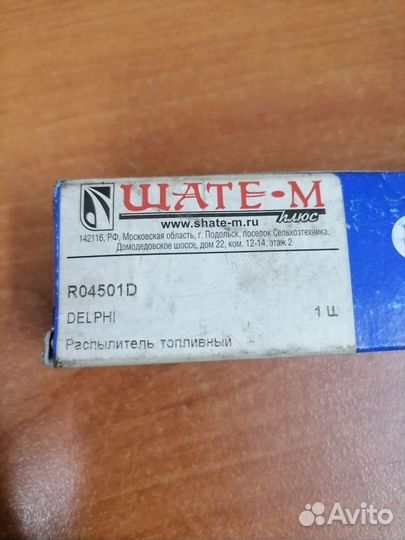 ШАТЕ-М
плюс
www.shate-m.ru
142116, РФ, Московская область, г. Подольск, поселок Сельхозтехника,
Домодедовское шоссе, дом 22, ком. 12-14, этаж 2
R04501D
DELPHI 1 Ш
Распылитель топливный
Avito